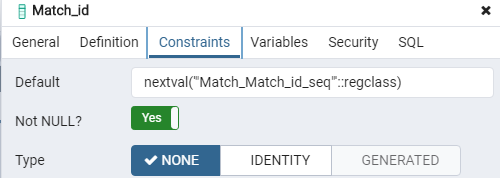 Match_id
General Definition Constraints Variables Security SQL
Default nextval('"Match_Match_id_seq"'::regclass)
Not NULL? Yes
Type NONE IDENTITY GENERATED